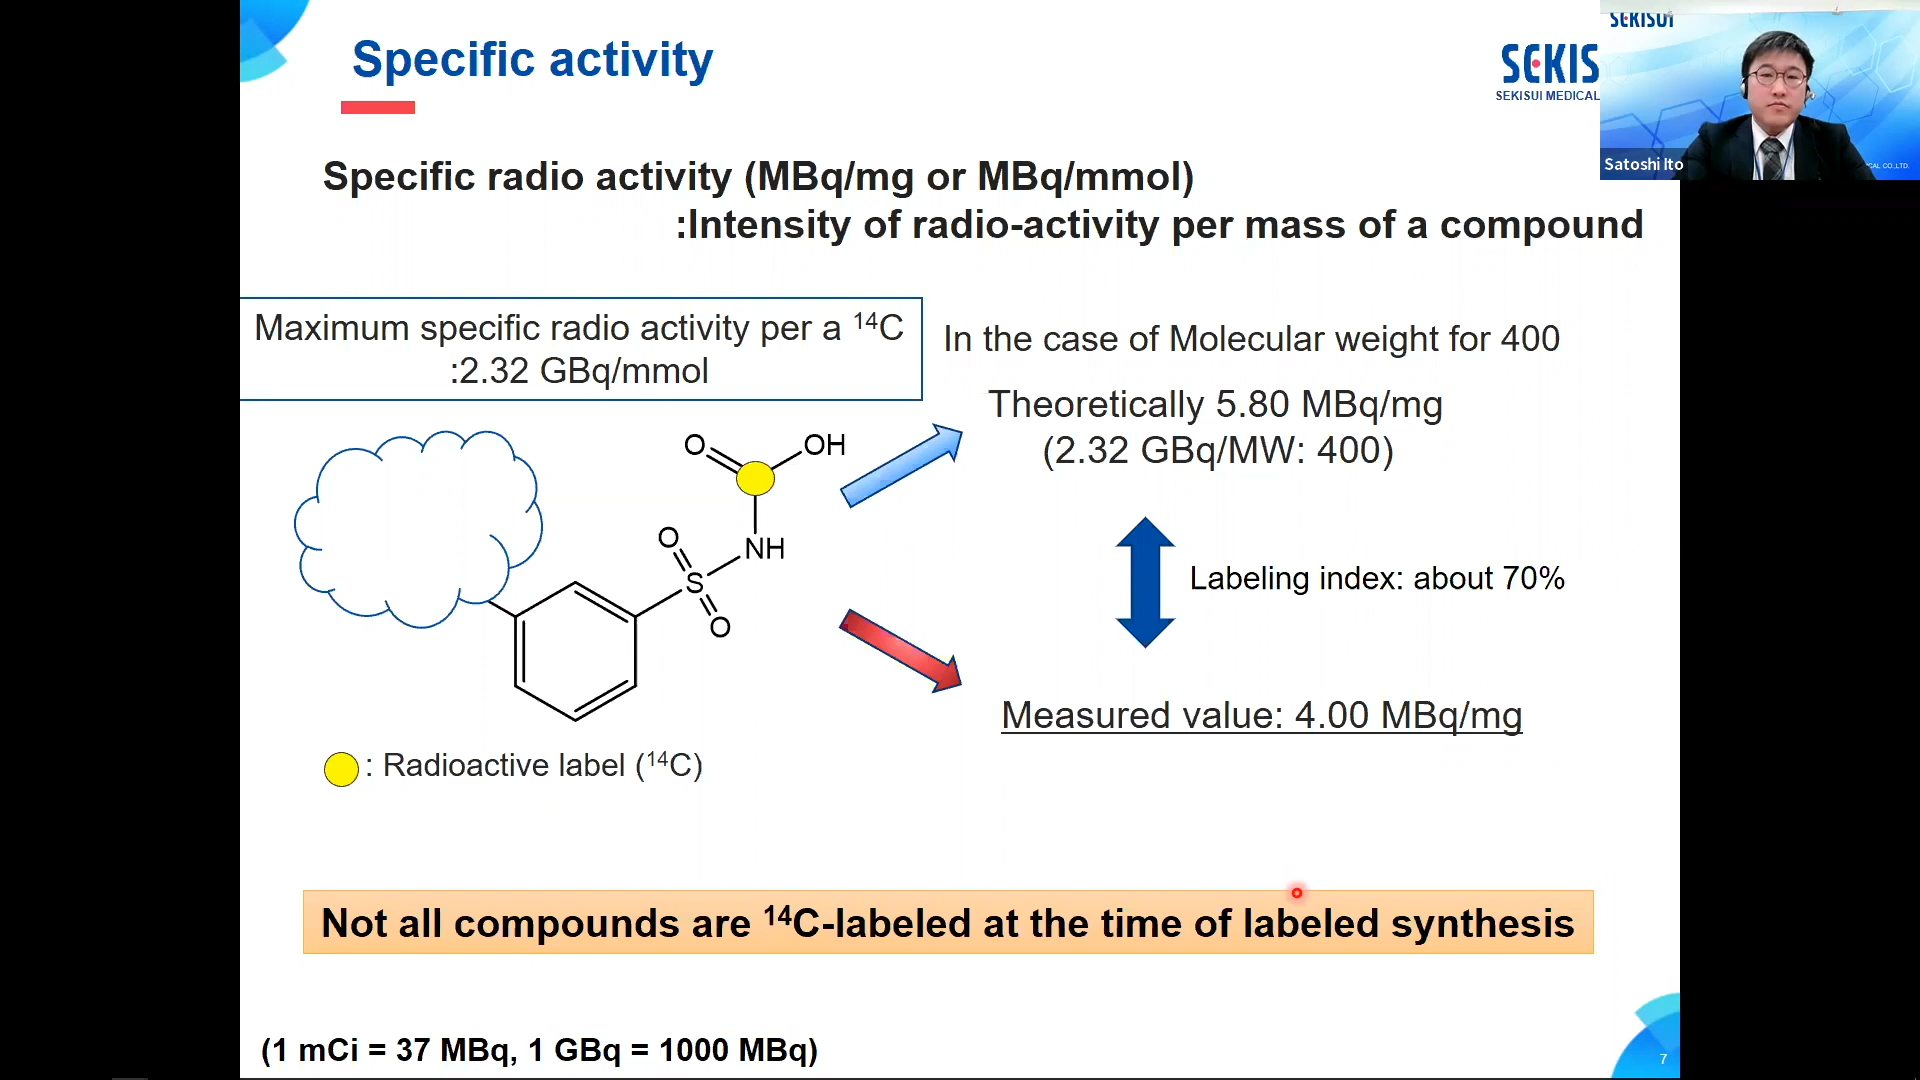 Specific activity
SEKIS
SEKISUI MEDICAL
SEKISUI
Satoshi Ito
CAL CO.,LTD.
Specific radio activity (MBq/mg or MBq/mmol)
:Intensity of radio-activity per mass of a compound
Maximum specific radio activity per a ¹⁴C
:2.32 GBq/mmol
In the case of Molecular weight for 400
Theoretically 5.80 MBq/mg
(2.32 GBq/MW: 400)
O
OH
O
NH
S
O
Labeling index: about 70%
Measured value: 4.00 MBq/mg
: Radioactive label (¹⁴C)
Not all compounds are ¹⁴C-labeled at the time of labeled synthesis
(1 mCi = 37 MBq, 1 GBq = 1000 MBq)
7